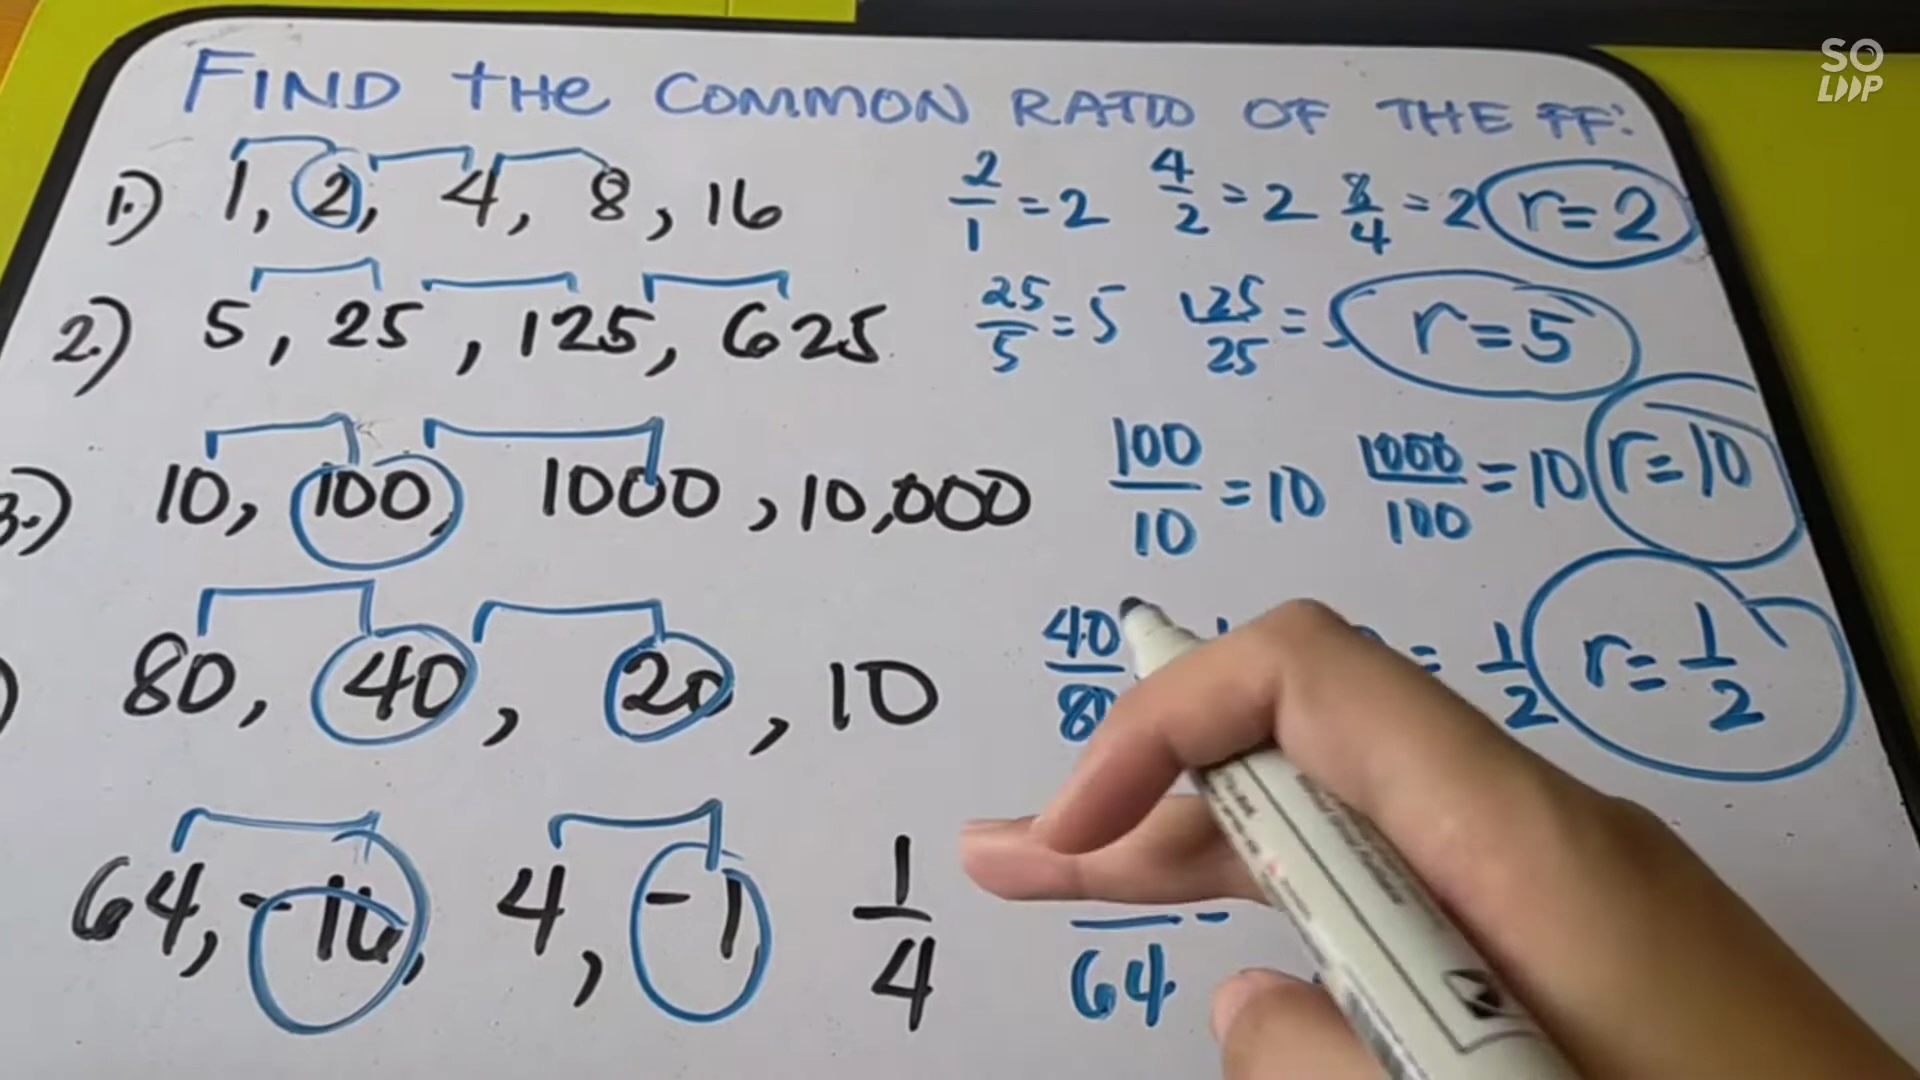 SO
LOOP
FIND THE COMMON RATIO OF THE FF:
1.) 1, 2, 4, 8, 16 2/1 = 2 4/2 = 2 8/4 = 2 r = 2
2.) 5, 25, 125, 625 25/5 = 5 125/25 = 5 r = 5
3.) 10, 100, 1000, 10,000 100/10 = 10 1000/100 = 10 r = 10
) 80, 40, 20, 10 40/80 = 1/2 r = 1/2
64, -16, 4, -1 1/4 64